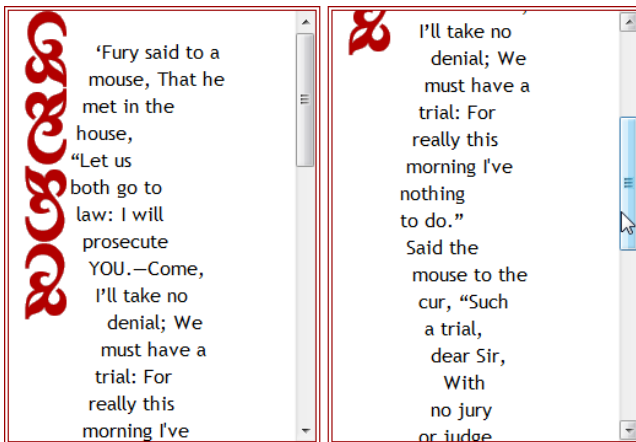 ‘Fury said to a
mouse, That he
met in the
house,
“Let us
both go to
law: I will
prosecute
YOU.—Come,
I’ll take no
denial; We
must have a
trial: For
really this
morning I've
I’ll take no
denial; We
must have a
trial: For
really this
morning I've
nothing
to do.”
Said the
mouse to the
cur, “Such
a trial,
dear Sir,
With
no jury
or judge